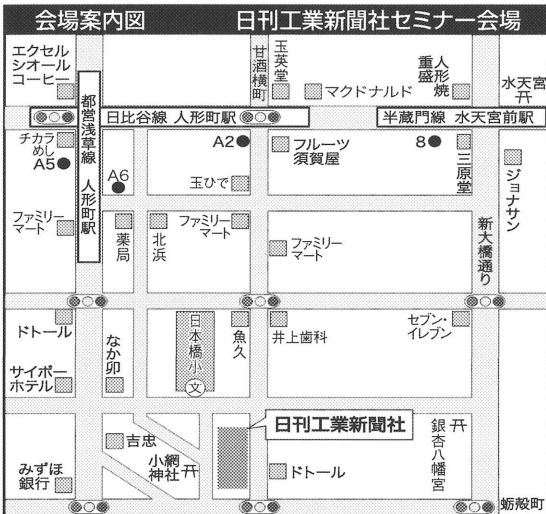 会場案内図 日刊工業新聞社セミナー会場
エクセル
シオール
コーヒー
甘酒横町
玉英堂
マクドナルド
人形焼
重盛
水天宮
都営浅草線 人形町駅
日比谷線 人形町駅
半蔵門線 水天宮前駅
チカラ
めし
A5
A6
A2
フルーツ
須賀屋
8
三原堂
ジョナサン
玉ひで
ファミリー
マート
薬局
北浜
ファミリー
マート
ファミリー
マート
新大橋通り
ドトール
なか卯
日本橋小
文
魚久
井上歯科
セブン・
イレブン
サイボー
ホテル
日刊工業新聞社
吉忠
小網
神社
銀杏八幡宮
みずほ
銀行
ドトール
蛎殻町